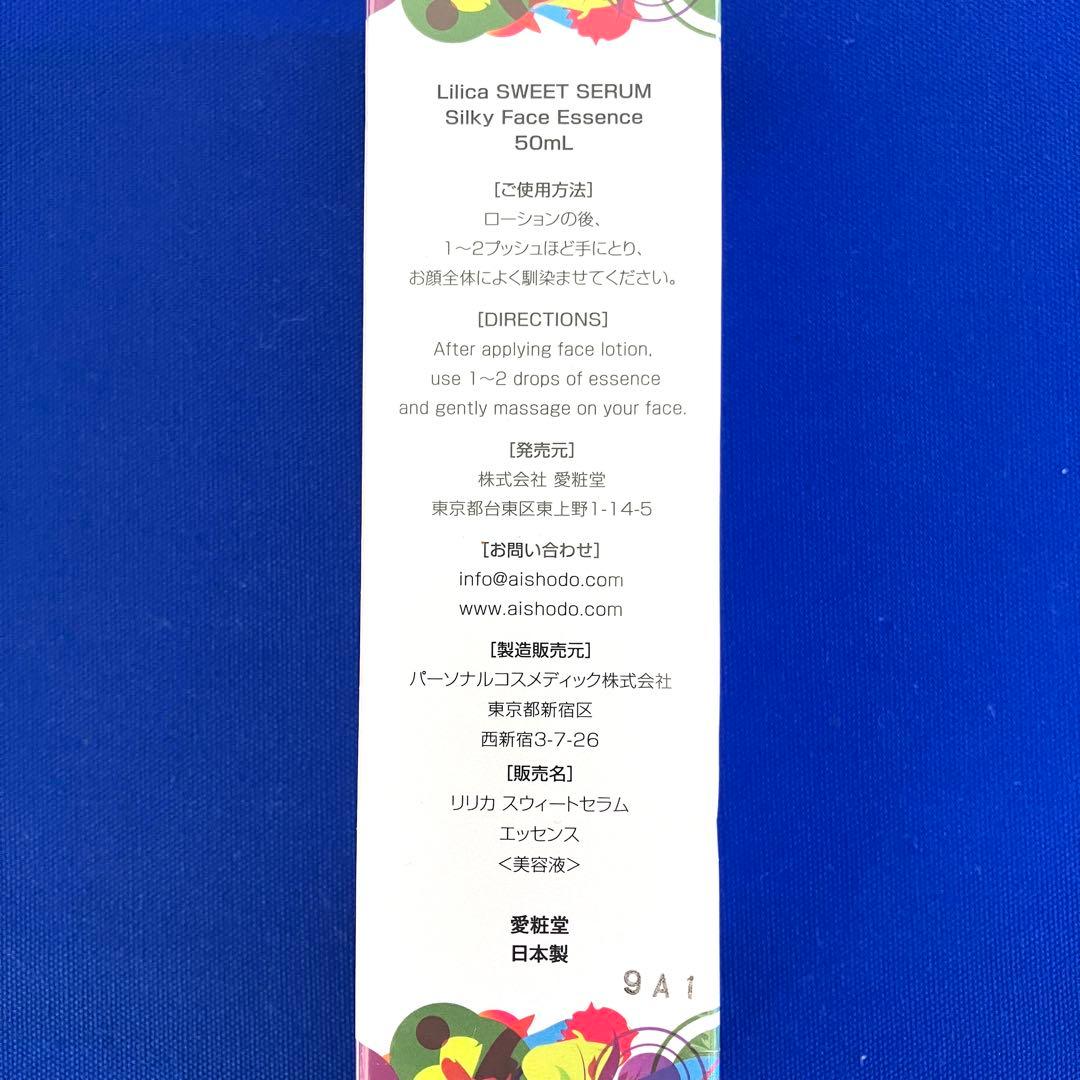 Lilica SWEET SERUM
Silky Face Essence
50mL
[ご使用方法]
ローションの後、
1〜2プッシュほど手にとり、
お顔全体によく馴染ませてください。
[DIRECTIONS]
After applying face lotion,
use 1〜2 drops of essence
and gently massage on your face.
[発売元]
株式会社 愛粧堂
東京都台東区東上野1-14-5
[お問い合わせ]
info@aishodo.com
www.aishodo.com
[製造販売元]
パーソナルコスメディック株式会社
東京都新宿区
西新宿3-7-26
[販売名]
リリカ スウィートセラム
エッセンス
<美容液>
愛粧堂
日本製
9A1